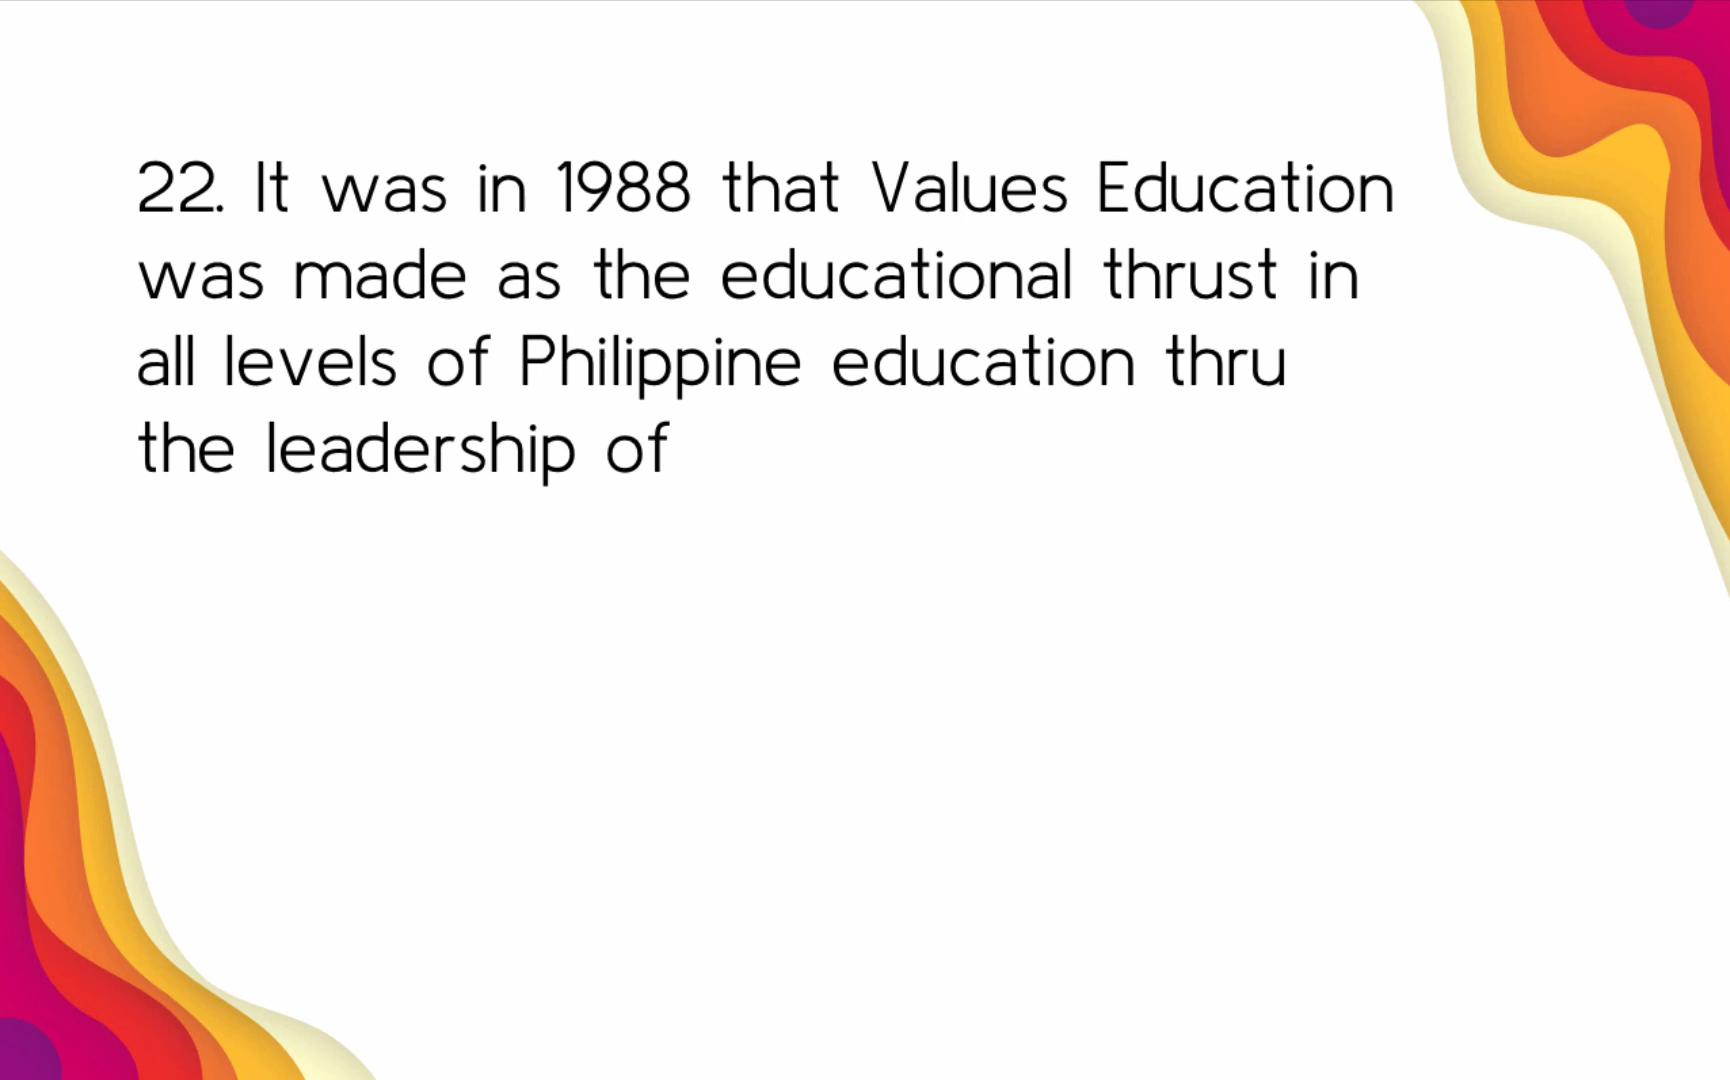 22. It was in 1988 that Values Education
was made as the educational thrust in
all levels of Philippine education thru
the leadership of